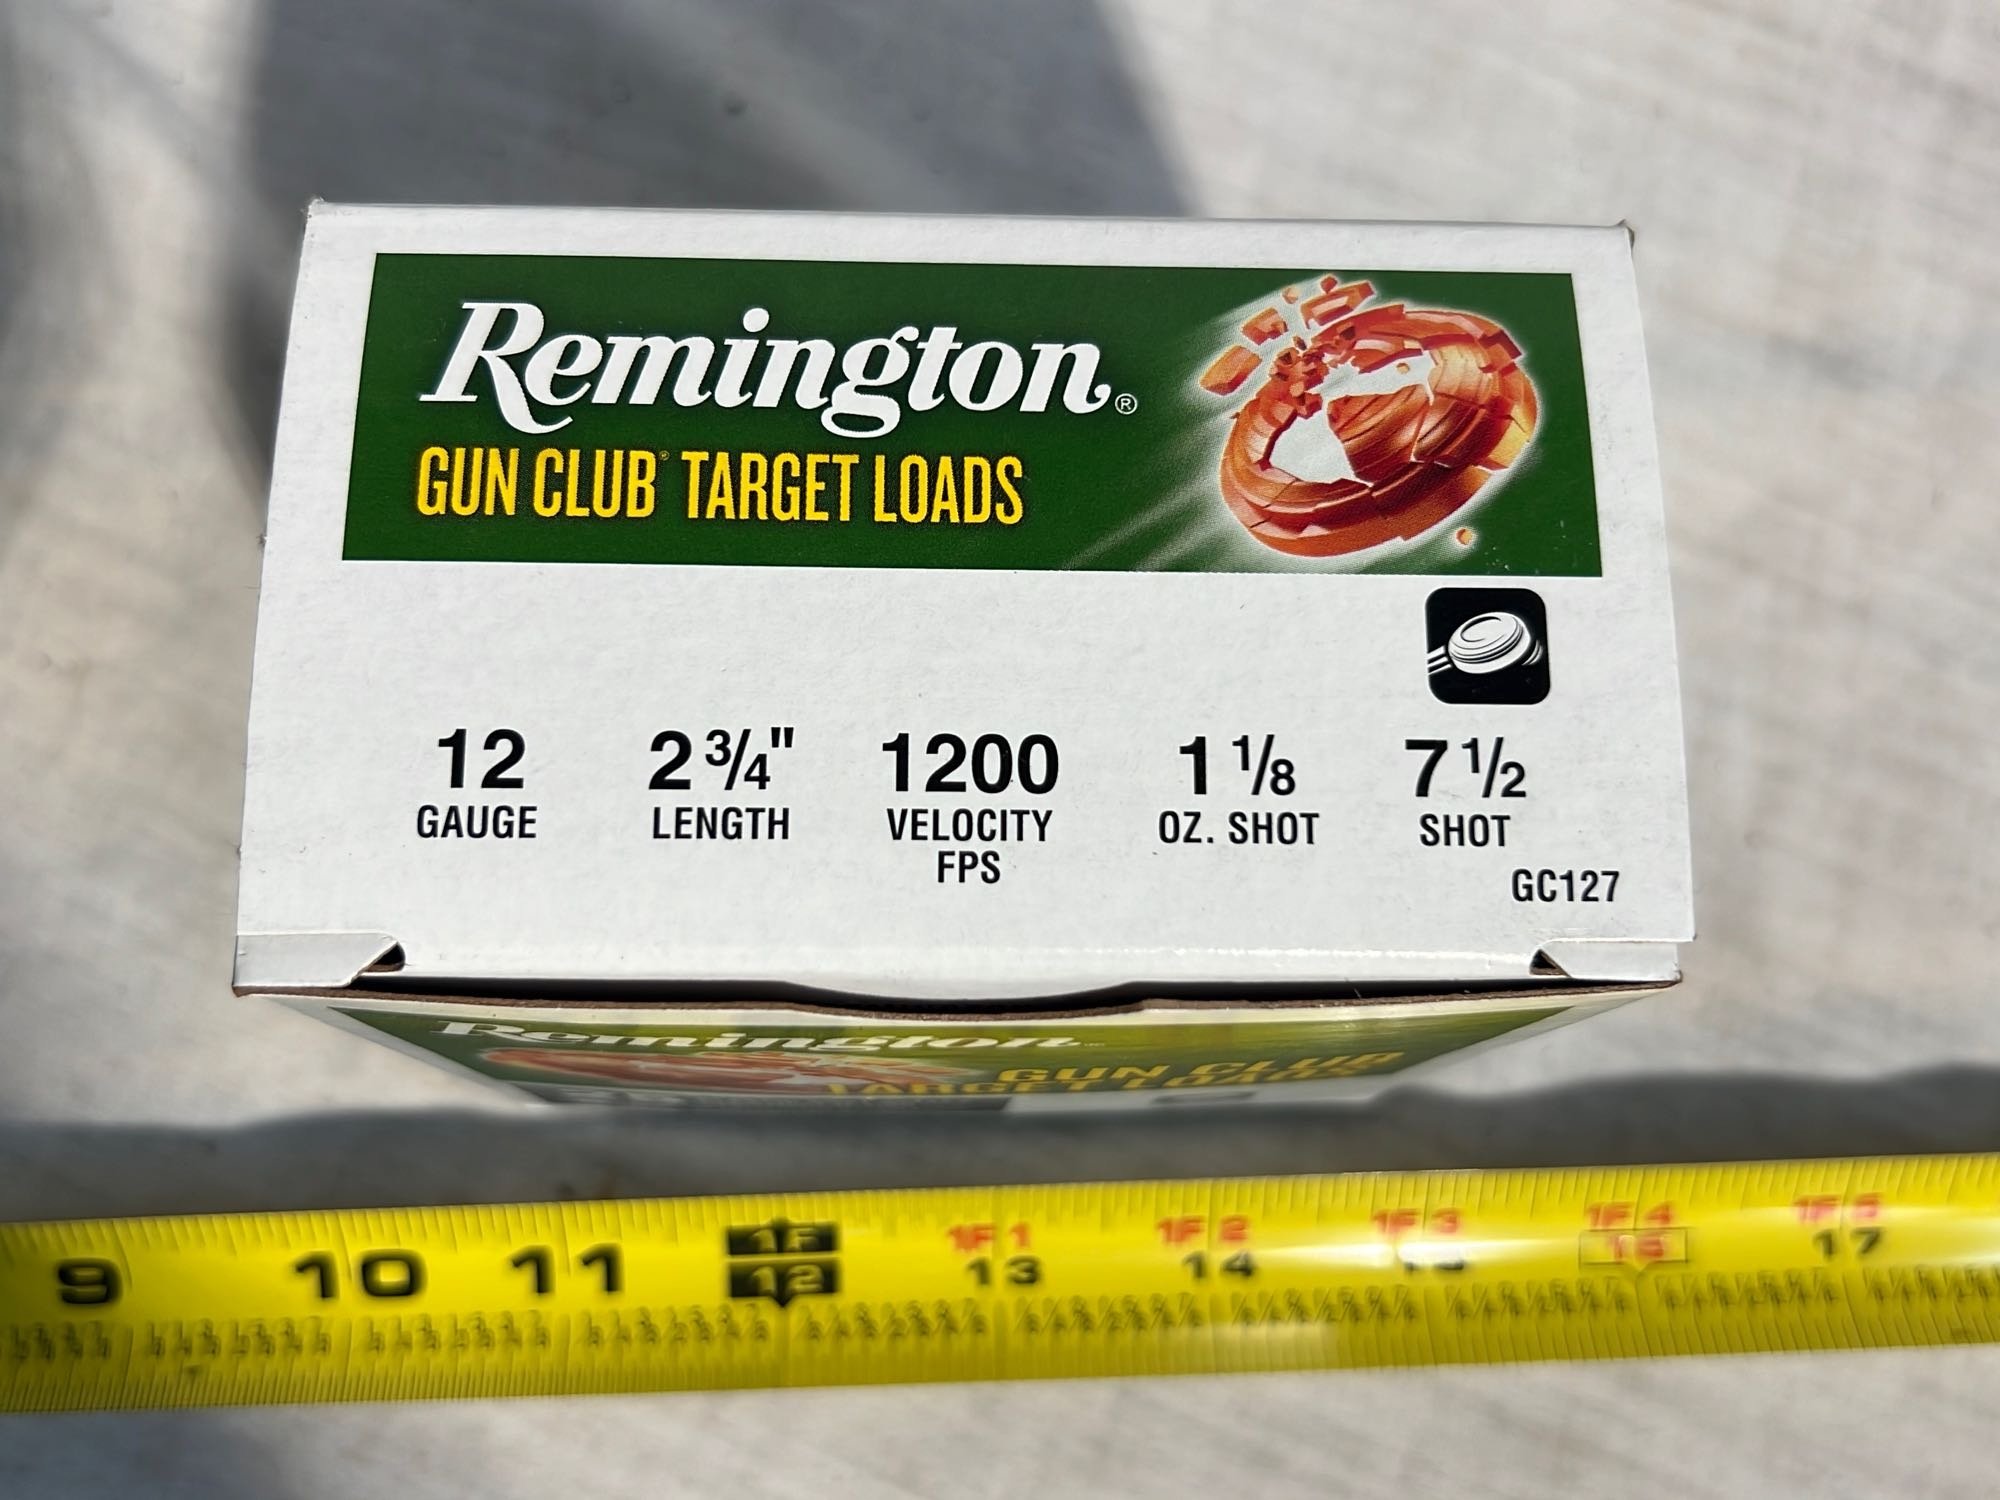 Remington®
GUN CLUB® TARGET LOADS
12 GAUGE
2 3/4" LENGTH
1200 VELOCITY FPS
1 1/8 OZ. SHOT
7 1/2 SHOT
GC127
Remington
GUN CLUB
TARGET LOADS
1F 1F1 1F2 1F3 1F4 1F5
9 10 11 12 13 14 15 16 17